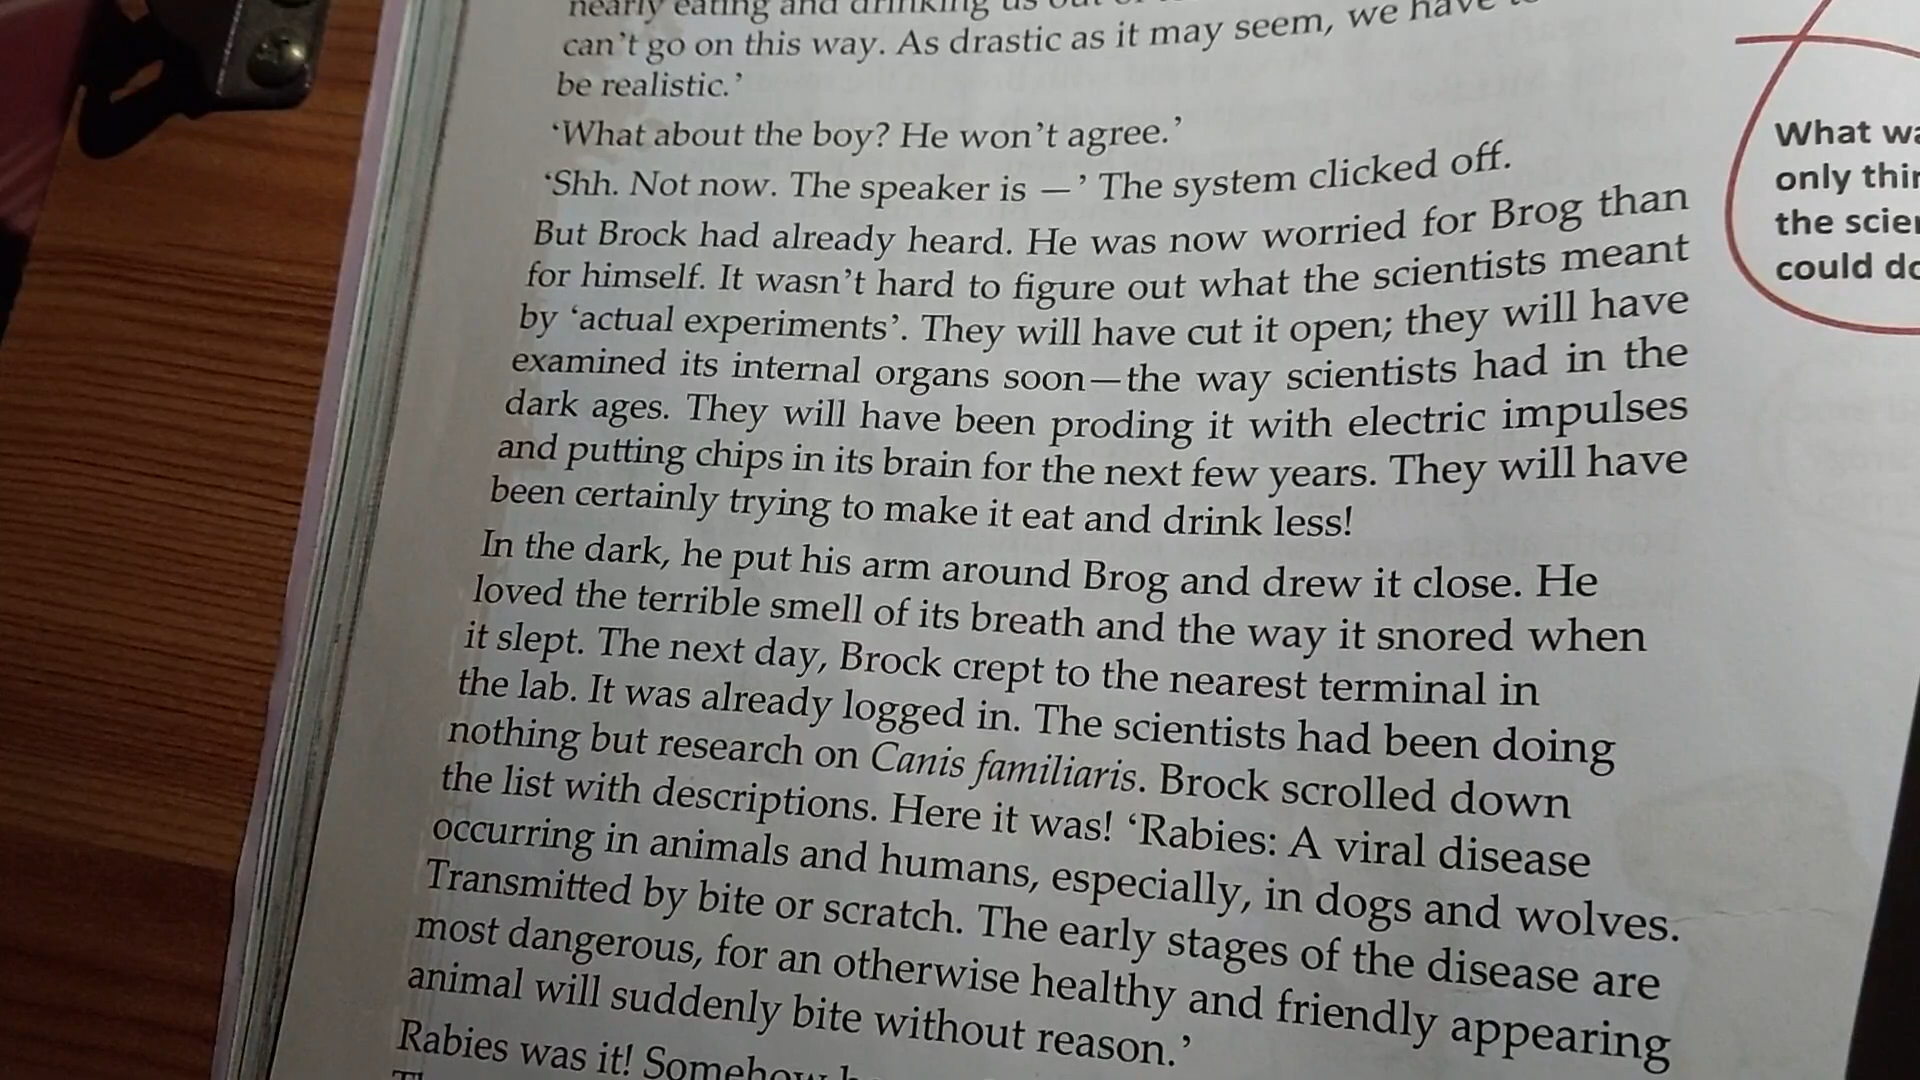 nearly eating and drinking us out
can't go on this way. As drastic as it may seem, we have
be realistic.'
'What about the boy? He won't agree.'
'Shh. Not now. The speaker is —' The system clicked off.
But Brock had already heard. He was now worried for Brog than
for himself. It wasn't hard to figure out what the scientists meant
by 'actual experiments'. They will have cut it open; they will have
examined its internal organs soon—the way scientists had in the
dark ages. They will have been proding it with electric impulses
and putting chips in its brain for the next few years. They will have
been certainly trying to make it eat and drink less!
In the dark, he put his arm around Brog and drew it close. He
loved the terrible smell of its breath and the way it snored when
it slept. The next day, Brock crept to the nearest terminal in
the lab. It was already logged in. The scientists had been doing
nothing but research on Canis familiaris. Brock scrolled down
the list with descriptions. Here it was! 'Rabies: A viral disease
occurring in animals and humans, especially, in dogs and wolves.
Transmitted by bite or scratch. The early stages of the disease are
most dangerous, for an otherwise healthy and friendly appearing
animal will suddenly bite without reason.'
Rabies was it! Somehow
What
only
the
could